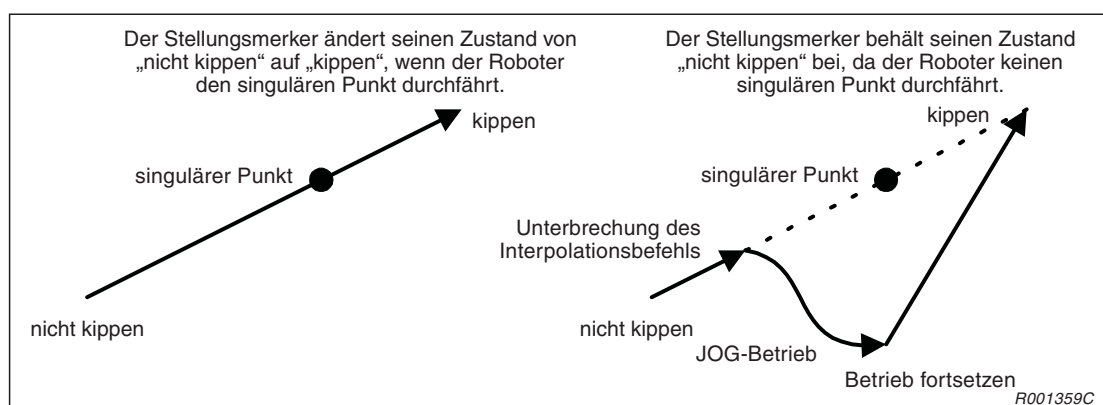 Der Stellungsmerker ändert seinen Zustand von
„nicht kippen“ auf „kippen“, wenn der Roboter
den singulären Punkt durchfährt.
kippen
singulärer Punkt
nicht kippen
Der Stellungsmerker behält seinen Zustand
„nicht kippen“ bei, da der Roboter keinen
singulären Punkt durchfährt.
kippen
singulärer Punkt
Unterbrechung des
Interpolationsbefehls
nicht kippen
JOG-Betrieb
Betrieb fortsetzen
R001359C